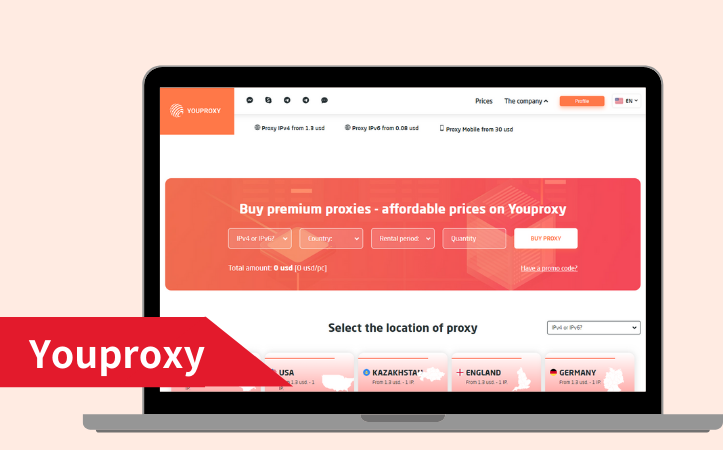 YOUPROXY.
Prices
The company
Profile
EN
Proxy IPv4 from 1.3 usd
Proxy IPv6 from 0.08 usd
Proxy Mobile from 30 usd
Buy premium proxies - affordable prices on Youproxy
IPv4 or IPv6?
Country:
Rental period:
Quantity
BUY PROXY
Total amount: 0 usd [0 usd/pc]
Have a promo code?
Select the location of proxy
IPv4 or IPv6?
Youproxy
USA
1.3 usd. - 1
KAZAKHSTAN
From 1.3 usd. - 1 IP
ENGLAND
From 1.3 usd. - 1 IP
GERMANY
From 1.3 usd. - 1 IP